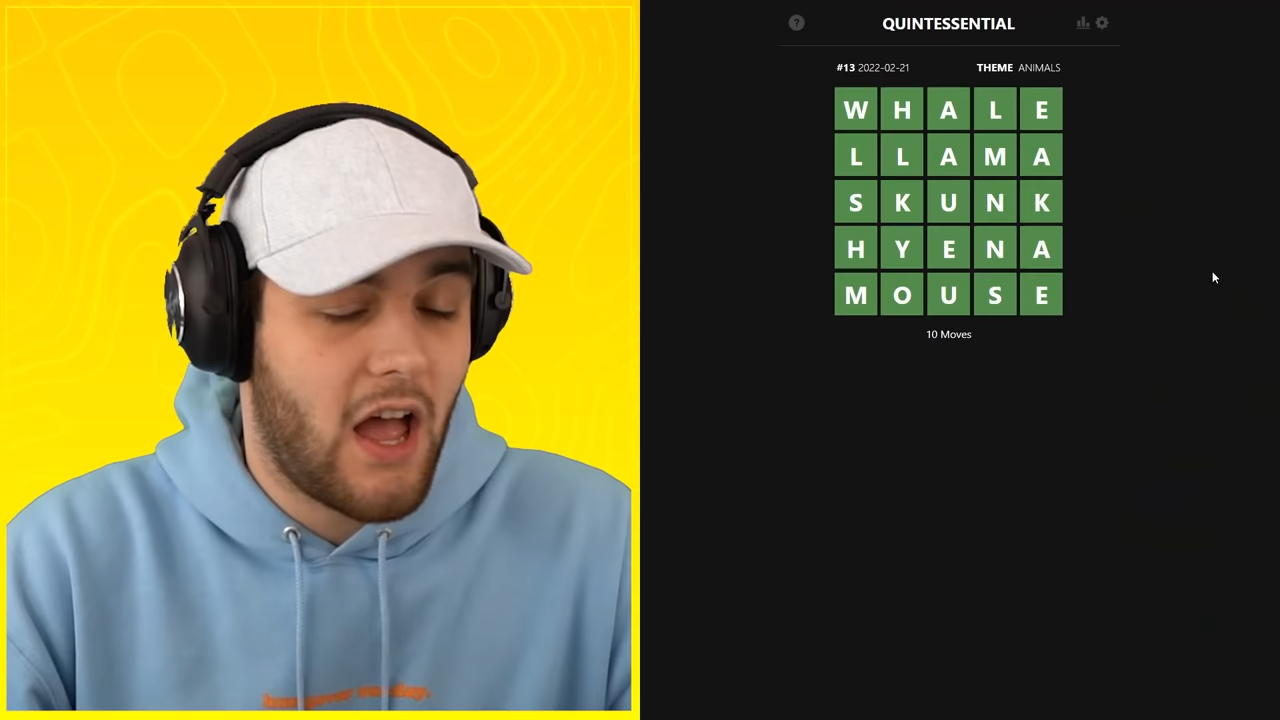 QUINTESSENTIAL
#13 2022-02-21 THEME ANIMALS
W H A L E
L L A M A
S K U N K
H Y E N A
M O U S E
10 Moves